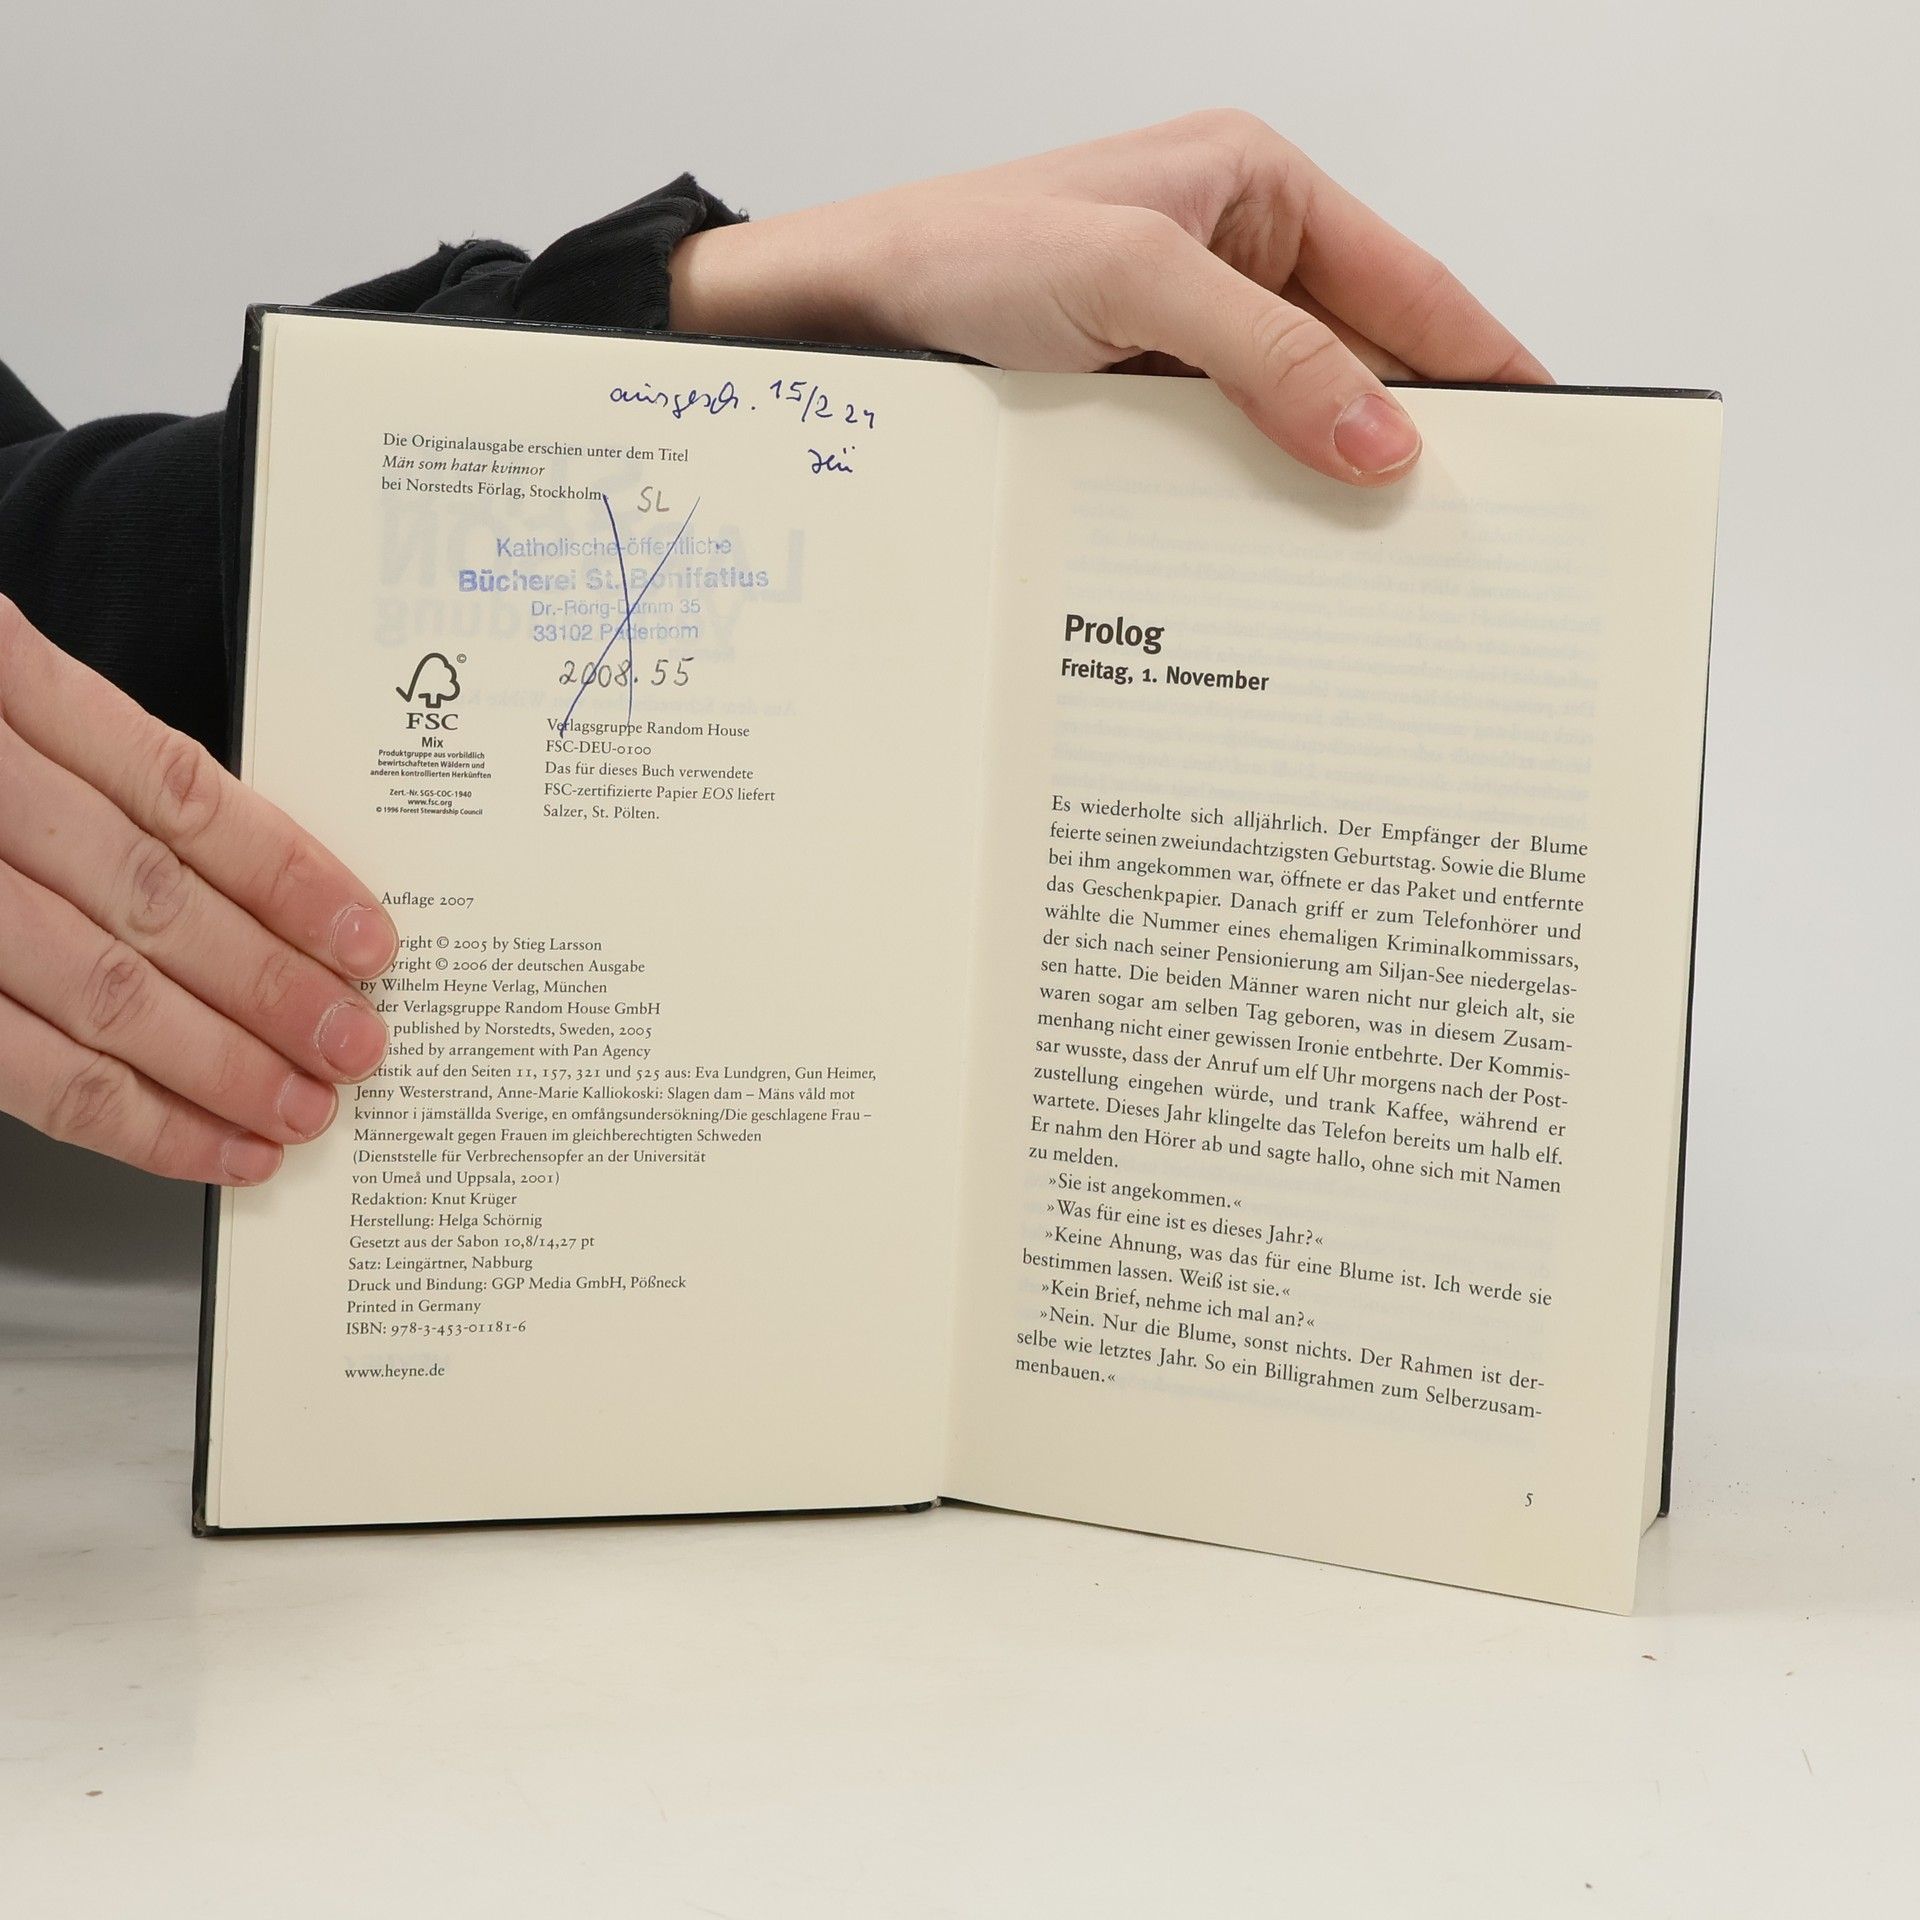 ausgesch. 15/2 24
Die Originalausgabe erschien unter dem Titel
Män som hatar kvinnor
bei Norstedts Förlag, Stockholm
SL
Katholische öffentliche
Bücherei St. Bonifatius
Dr.-Rörig-Damm 35
33102 Paderborn
2008.55
FSC
Mix
Produktgruppe aus vorbildlich
bewirtschafteten Wäldern und
anderen kontrollierten Herkünften
Zert.-Nr. SGS-COC-1940
www.fsc.org
© 1996 Forest Stewardship Council
Verlagsgruppe Random House
FSC-DEU-0100
Das für dieses Buch verwendete
FSC-zertifizierte Papier EOS liefert
Salzer, St. Pölten.
Auflage 2007
right © 2005 by Stieg Larsson
yright © 2006 der deutschen Ausgabe
by Wilhelm Heyne Verlag, München
der Verlagsgruppe Random House GmbH
published by Norstedts, Sweden, 2005
ished by arrangement with Pan Agency
tistik auf den Seiten 11, 157, 321 und 525 aus: Eva Lundgren, Gun Heimer,
Jenny Westerstrand, Anne-Marie Kalliokoski: Slagen dam – Mäns våld mot
kvinnor i jämställda Sverige, en omfångsundersökning/Die geschlagene Frau –
Männergewalt gegen Frauen im gleichberechtigten Schweden
(Dienststelle für Verbrechensopfer an der Universität
von Umeå und Uppsala, 2001)
Redaktion: Knut Krüger
Herstellung: Helga Schörnig
Gesetzt aus der Sabon 10,8/14,27 pt
Satz: Leingärtner, Nabburg
Druck und Bindung: GGP Media GmbH, Pößneck
Printed in Germany
ISBN: 978-3-453-01181-6
www.heyne.de
Prolog
Freitag, 1. November
Es wiederholte sich alljährlich. Der Empfänger der Blume
feierte seinen zweiundachtzigsten Geburtstag. Sowie die Blume
bei ihm angekommen war, öffnete er das Paket und entfernte
das Geschenkpapier. Danach griff er zum Telefonhörer und
wählte die Nummer eines ehemaligen Kriminalkommissars,
der sich nach seiner Pensionierung am Siljan-See niedergelas-
sen hatte. Die beiden Männer waren nicht nur gleich alt, sie
waren sogar am selben Tag geboren, was in diesem Zusam-
menhang nicht einer gewissen Ironie entbehrte. Der Kommis-
sar wusste, dass der Anruf um elf Uhr morgens nach der Post-
zustellung eingehen würde, und trank Kaffee, während er
wartete. Dieses Jahr klingelte das Telefon bereits um halb elf.
Er nahm den Hörer ab und sagte hallo, ohne sich mit Namen
zu melden.
»Sie ist angekommen.«
»Was für eine ist es dieses Jahr?«
»Keine Ahnung, was das für eine Blume ist. Ich werde sie
bestimmen lassen. Weiß ist sie.«
»Kein Brief, nehme ich mal an?«
»Nein. Nur die Blume, sonst nichts. Der Rahmen ist der-
selbe wie letztes Jahr. So ein Billigrahmen zum Selberzusam-
menbauen.«
5